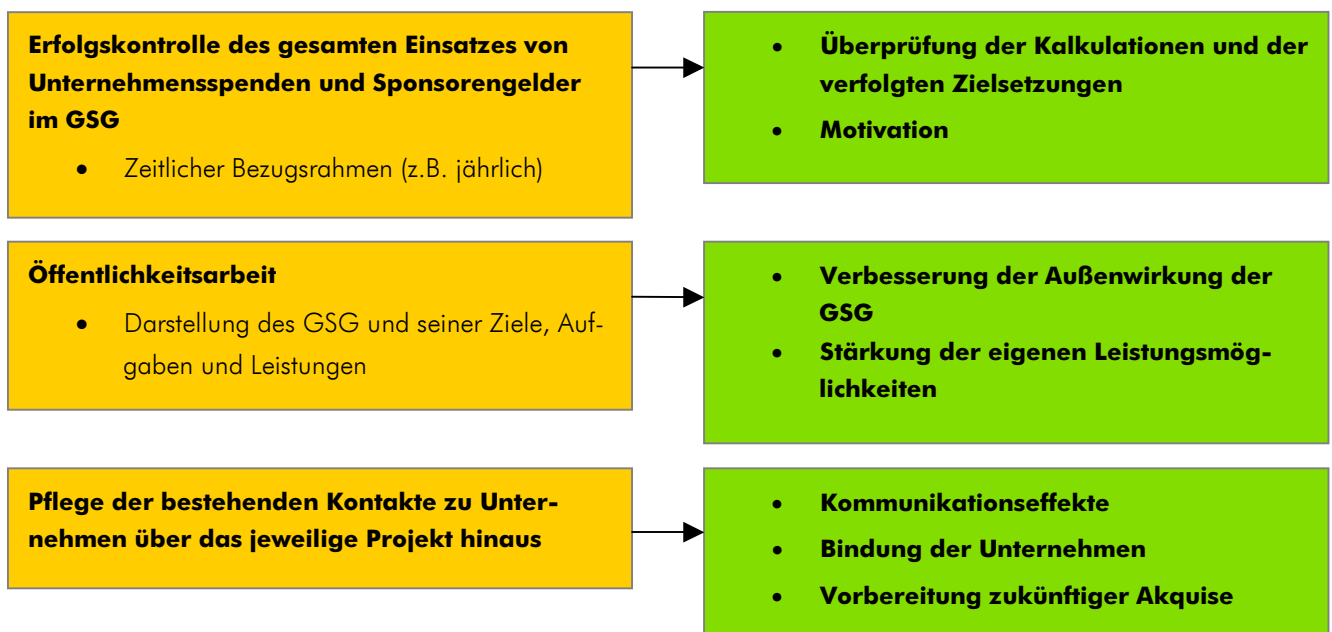 Erfolgskontrolle des gesamten Einsatzes von
Unternehmensspenden und Sponsorengelder
im GSG
• Zeitlicher Bezugsrahmen (z.B. jährlich)
• Überprüfung der Kalkulationen und der
verfolgten Zielsetzungen
• Motivation
Öffentlichkeitsarbeit
• Darstellung des GSG und seiner Ziele, Auf-
gaben und Leistungen
• Verbesserung der Außenwirkung der
GSG
• Stärkung der eigenen Leistungsmög-
lichkeiten
Pflege der bestehenden Kontakte zu Unter-
nehmen über das jeweilige Projekt hinaus
• Kommunikationseffekte
• Bindung der Unternehmen
• Vorbereitung zukünftiger Akquise